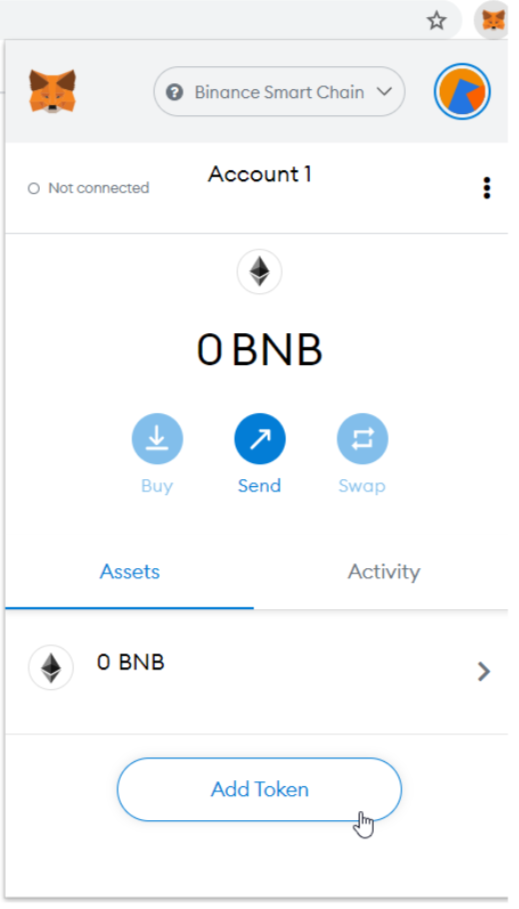 ? Binance Smart Chain
Not connected
Account 1
0 BNB
Buy
Send
Swap
Assets
Activity
0 BNB
Add Token